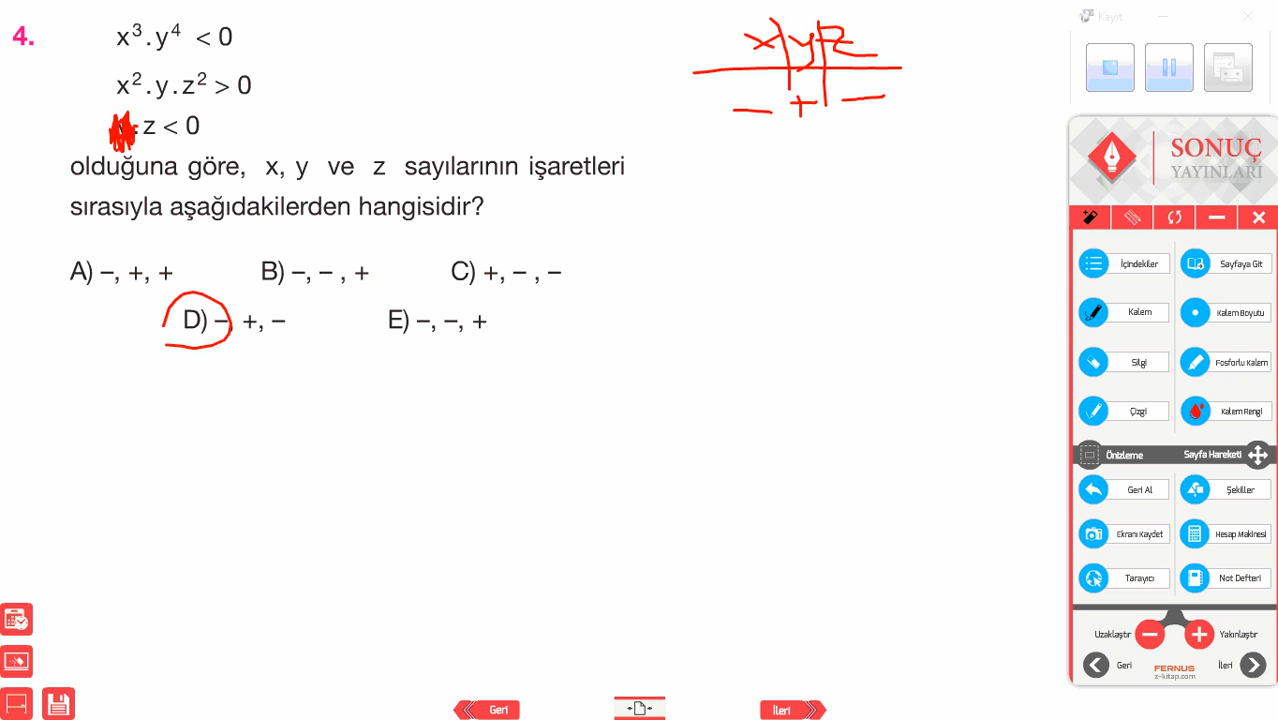 4.
x³.y⁴ < 0
x².y.z² > 0
.z < 0
olduğuna göre, x, y ve z sayılarının işaretleri
sırasıyla aşağıdakilerden hangisidir?
A) –, +, + B) –, – , + C) +, – , –
D) –, +, – E) –, –, +
x y z
– + –
Kayıt
SONUÇ
YAYINLARI
İçindekiler Sayfaya Git
Kalem Kalem Boyutu
Silgi Fosforlu Kalem
Çizgi Kalem Rengi
Önizleme Sayfa Hareketi
Geri Al Şekiller
Ekranı Kaydet Hesap Makinesi
Tarayıcı Not Defteri
Uzaklaştır Yakınlaştır
Geri FERNUS İleri
z-kitap.com
Geri İleri